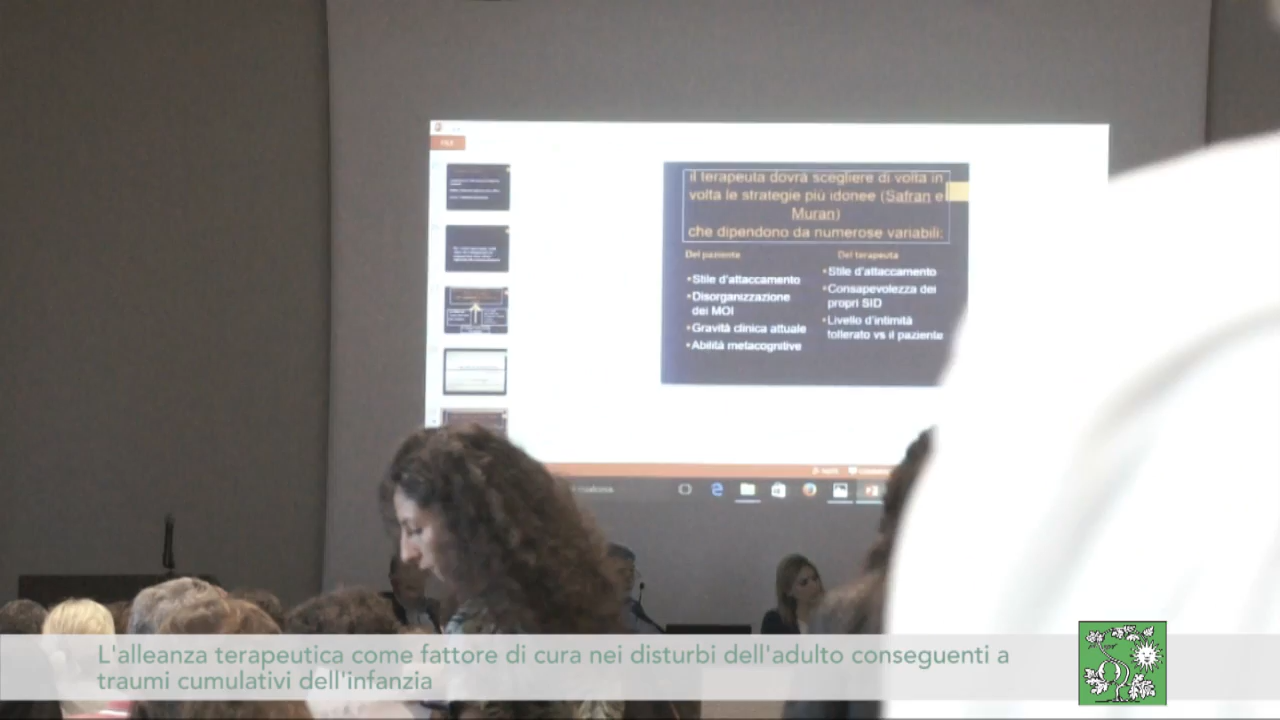 FILE
il terapeuta dovrà scegliere di volta in
volta le strategie più idonee (Safran e
Muran)
che dipendono da numerose variabili:
Del paziente
•Stile d'attaccamento
•Disorganizzazione
dei MOI
•Gravità clinica attuale
•Abilità metacognitive
Del terapeuta
•Stile d'attaccamento
•Consapevolezza dei
propri SID
•Livello d'intimità
tollerato vs il paziente
L'alleanza terapeutica come fattore di cura nei disturbi dell'adulto conseguenti a
traumi cumulativi dell'infanzia